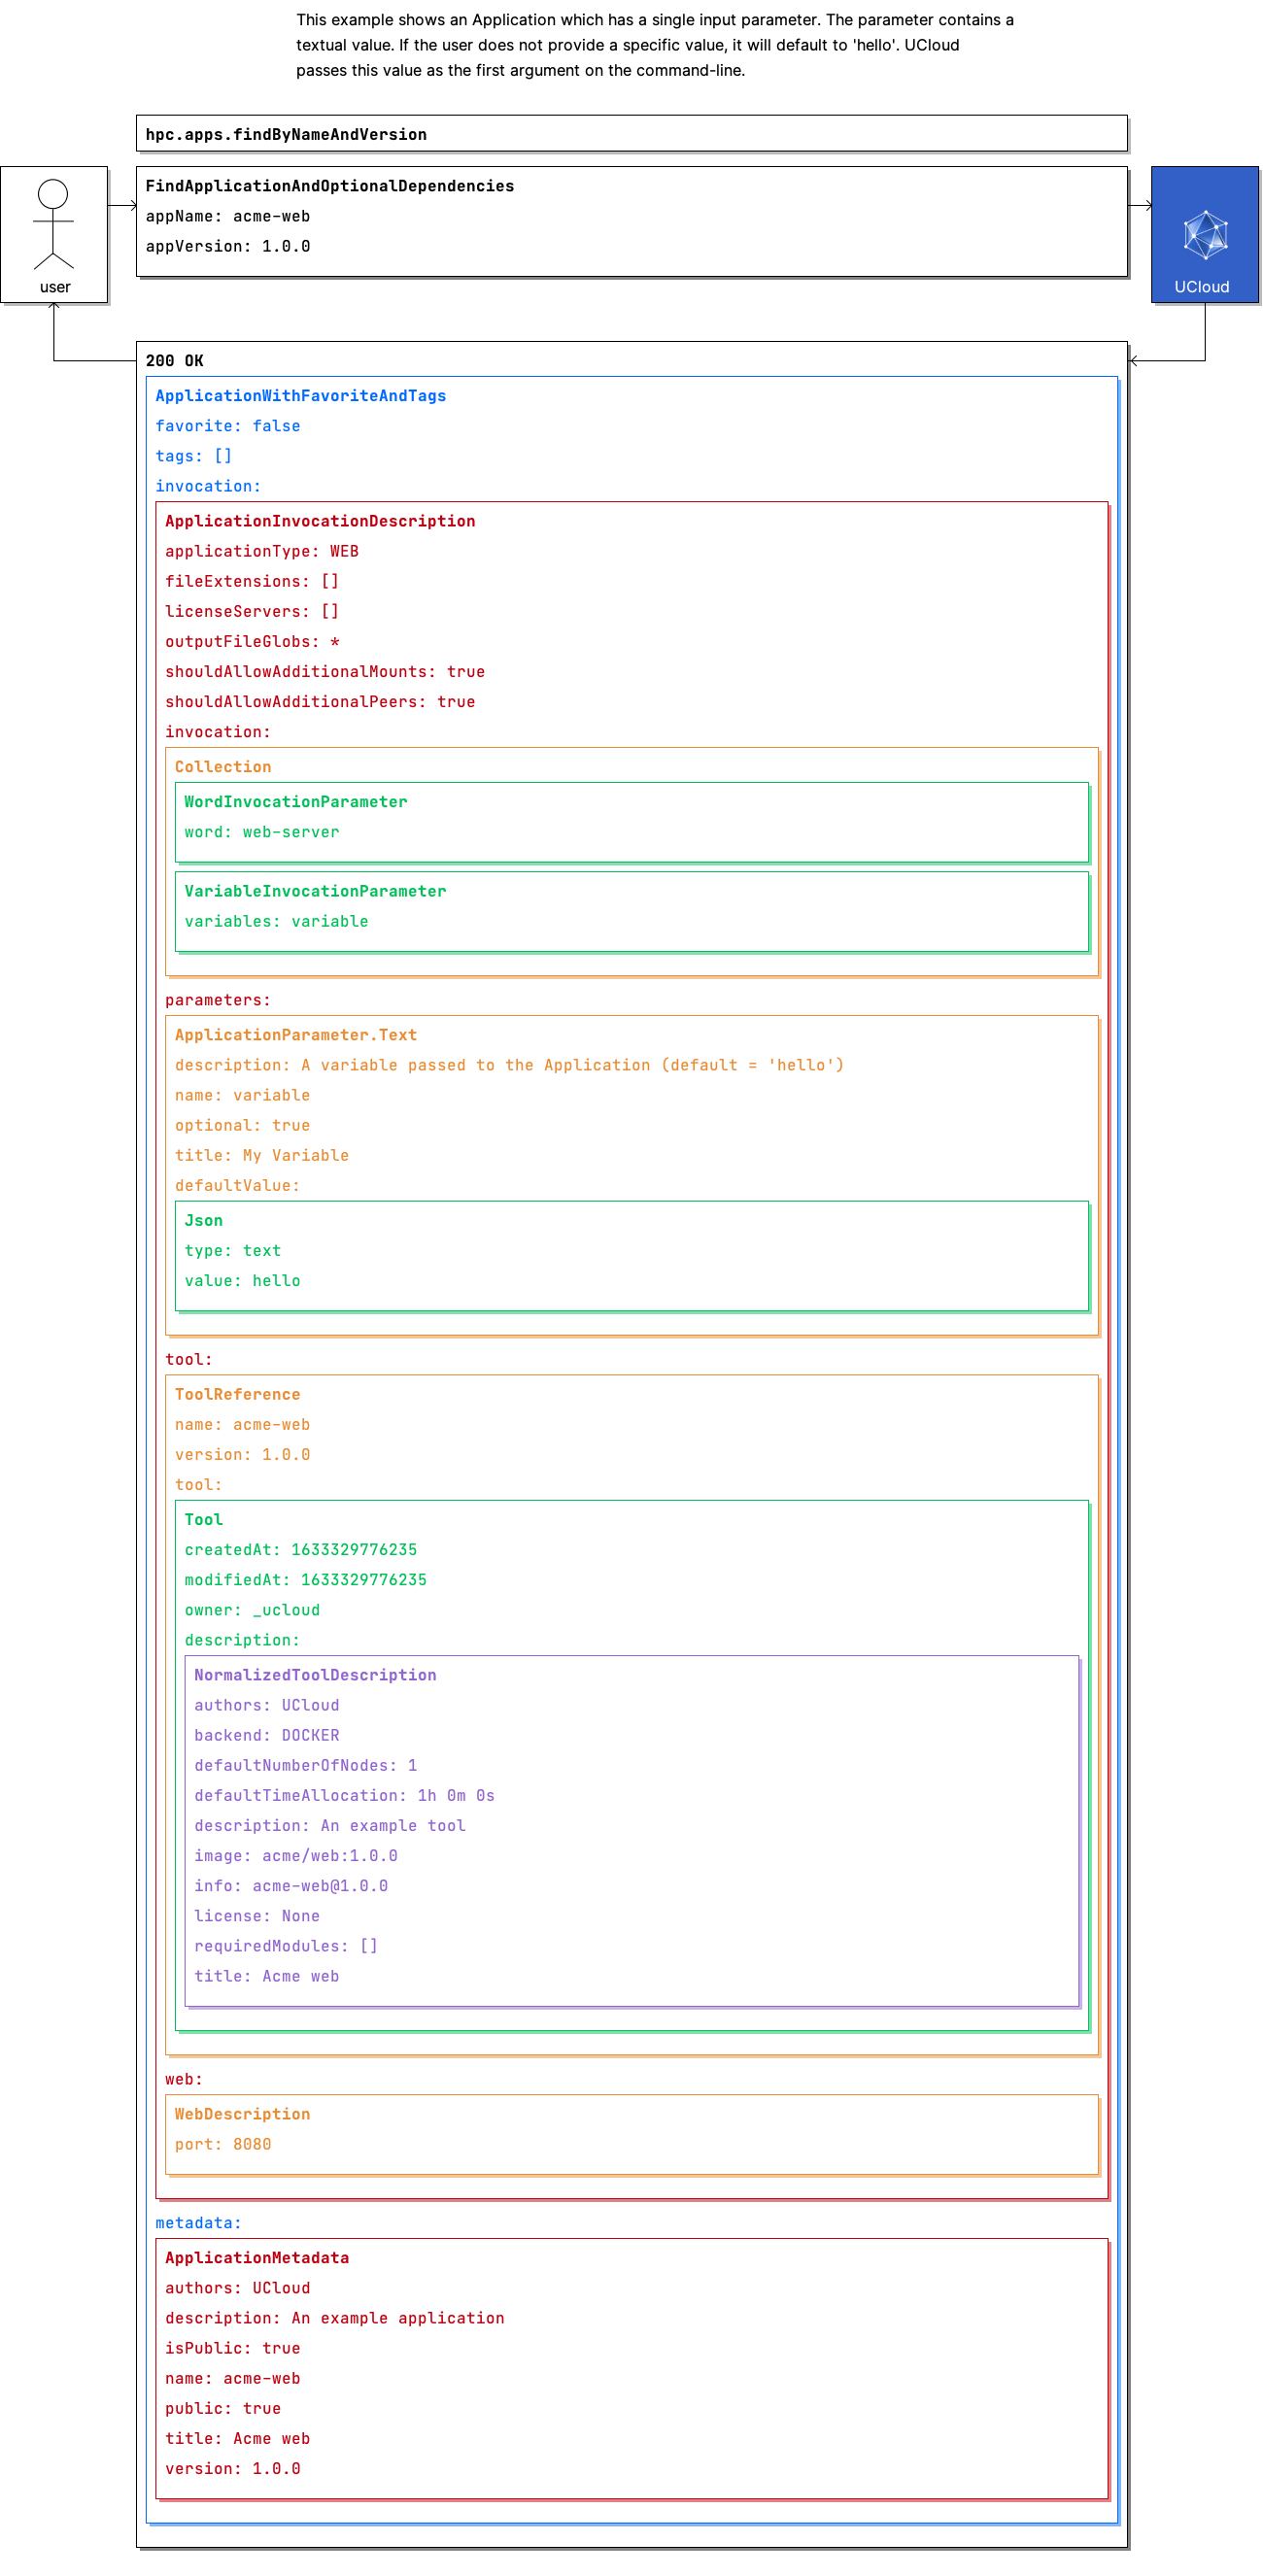 This example shows an Application which has a single input parameter. The parameter contains a
textual value. If the user does not provide a specific value, it will default to 'hello'. UCloud
passes this value as the first argument on the command-line.
hpc.apps.findByNameAndVersion
FindApplicationAndOptionalDependencies
appName: acme-web
appVersion: 1.0.0
user
UCloud
200 OK
ApplicationWithFavoriteAndTags
favorite: false
tags: []
invocation:
ApplicationInvocationDescription
applicationType: WEB
fileExtensions: []
licenseServers: []
outputFileGlobs: *
shouldAllowAdditionalMounts: true
shouldAllowAdditionalPeers: true
invocation:
Collection
WordInvocationParameter
word: web-server
VariableInvocationParameter
variables: variable
parameters:
ApplicationParameter.Text
description: A variable passed to the Application (default = 'hello')
name: variable
optional: true
title: My Variable
defaultValue:
Json
type: text
value: hello
tool:
ToolReference
name: acme-web
version: 1.0.0
tool:
Tool
createdAt: 1633329776235
modifiedAt: 1633329776235
owner: _ucloud
description:
NormalizedToolDescription
authors: UCloud
backend: DOCKER
defaultNumberOfNodes: 1
defaultTimeAllocation: 1h 0m 0s
description: An example tool
image: acme/web:1.0.0
info: acme-web@1.0.0
license: None
requiredModules: []
title: Acme web
web:
WebDescription
port: 8080
metadata:
ApplicationMetadata
authors: UCloud
description: An example application
isPublic: true
name: acme-web
public: true
title: Acme web
version: 1.0.0